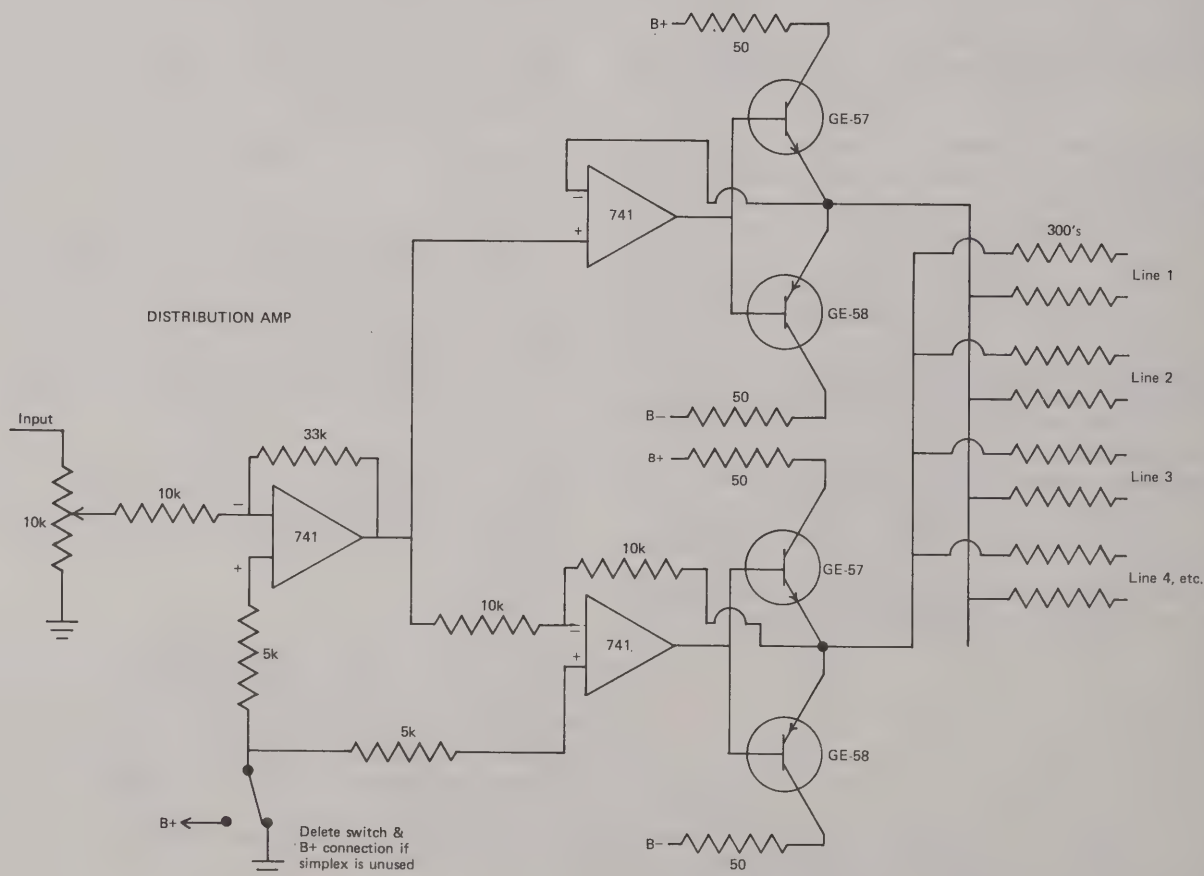 B+
50
GE-57
−
741
+
300's
Line 1
GE-58
DISTRIBUTION AMP
Line 2
50
B−
Input
33k
B+
50
Line 3
10k
−
10k
741
+
10k
GE-57
Line 4, etc.
10k
−
741
+
5k
5k
GE-58
B+
Delete switch &
B+ connection if
simplex is unused
B−
50